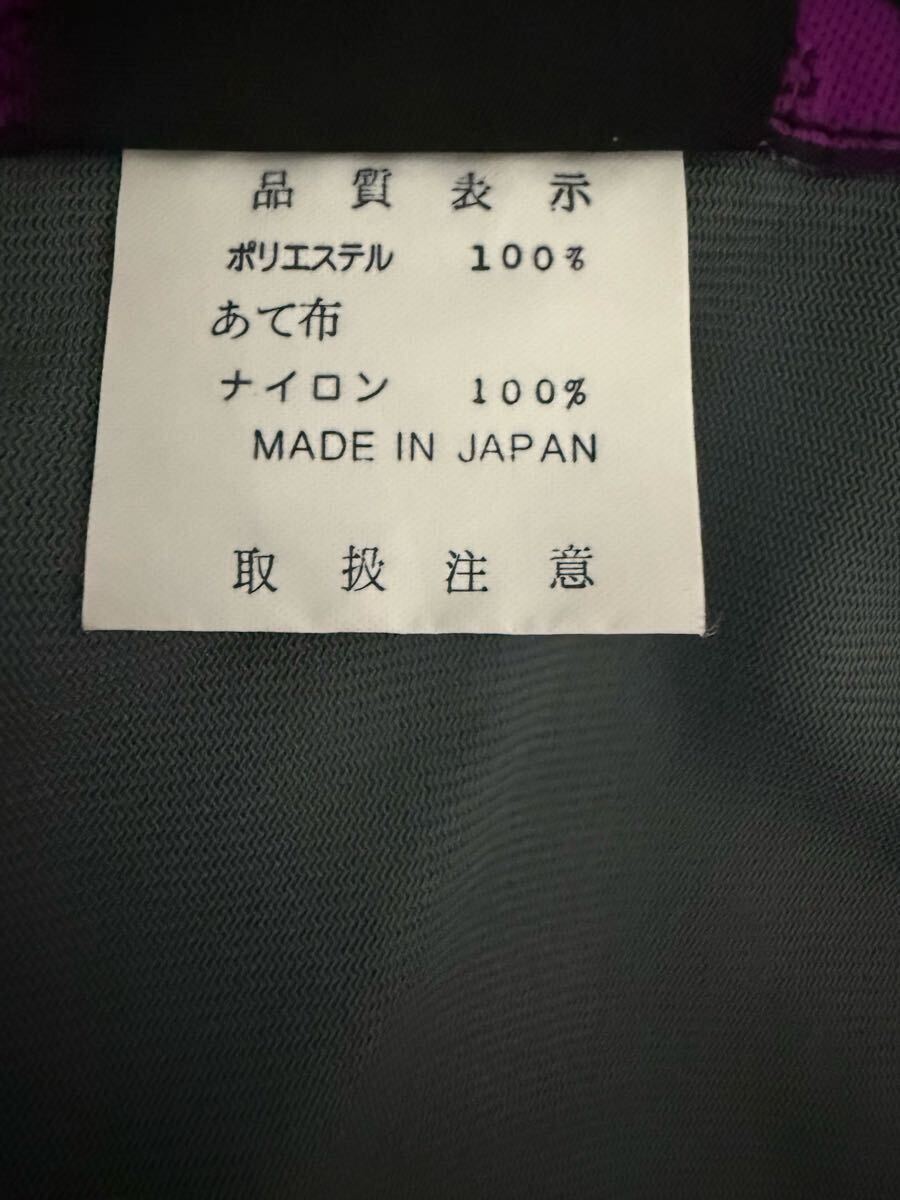 品質表示
ポリエステル 100%
あて布
ナイロン 100%
MADE IN JAPAN
取扱注意